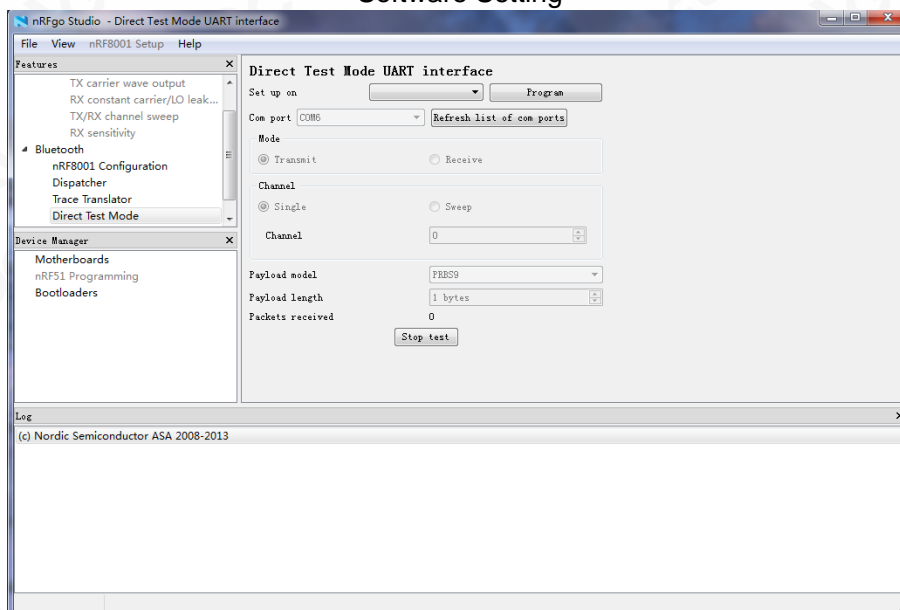 Software Setting
nRFgo Studio - Direct Test Mode UART interface
File View nRF8001 Setup Help
Features
TX carrier wave output
RX constant carrier/LO leak...
TX/RX channel sweep
RX sensitivity
Bluetooth
nRF8001 Configuration
Dispatcher
Trace Translator
Direct Test Mode
Device Manager
Motherboards
nRF51 Programming
Bootloaders
Direct Test Mode UART interface
Set up on Program
Com port COM6 Refresh list of com ports
Mode
Transmit Receive
Channel
Single Sweep
Channel 0
Payload model PRBS9
Payload length 1 bytes
Packets received 0
Stop test
Log
(c) Nordic Semiconductor ASA 2008-2013